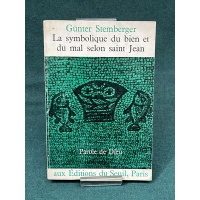 Günter Stemberger
La symbolique du bien et
du mal selon saint Jean
Parole de Dieu
aux Éditions du Seuil, Paris